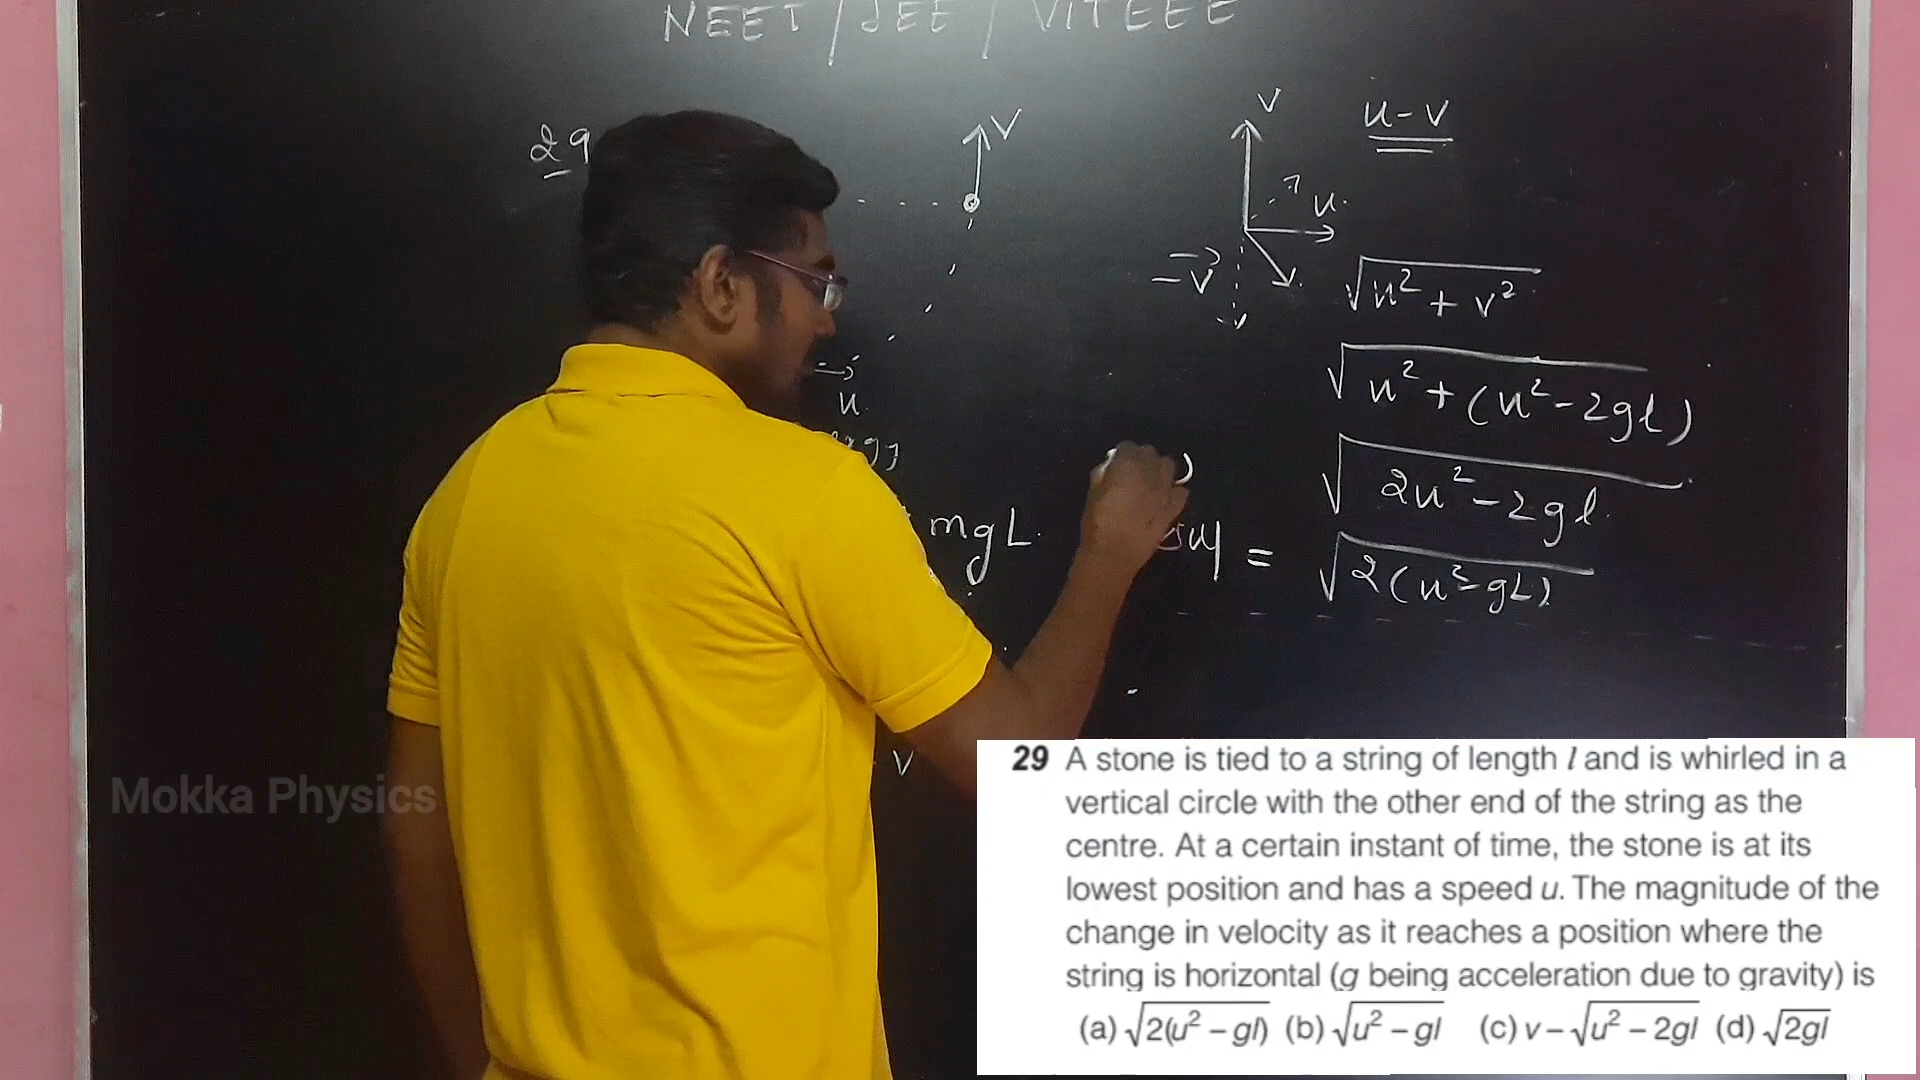 NEET / JEE / VITEEE
29
V
u
mgL
V
V
u - v
u
-v
v
√u² + v²
√u² + (u² - 2gl)
√2u² - 2gl
= √2(u² - gL)
Mokka Physics
29 A stone is tied to a string of length l and is whirled in a
vertical circle with the other end of the string as the
centre. At a certain instant of time, the stone is at its
lowest position and has a speed u. The magnitude of the
change in velocity as it reaches a position where the
string is horizontal (g being acceleration due to gravity) is
(a) √2(u² – gl) (b) √u² – gl (c) v – √u² – 2gl (d) √2gl